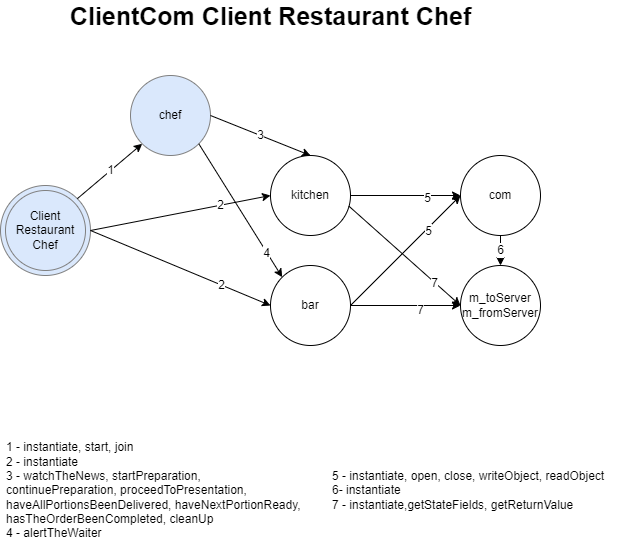 ClientCom Client Restaurant Chef
chef
1
3
Client
Restaurant
Chef
2
kitchen
5
com
5
4
6
2
7
bar
7
m_toServer
m_fromServer
1 - instantiate, start, join
2 - instantiate
3 - watchTheNews, startPreparation,
continuePreparation, proceedToPresentation,
haveAllPortionsBeenDelivered, haveNextPortionReady,
hasTheOrderBeenCompleted, cleanUp
4 - alertTheWaiter
5 - instantiate, open, close, writeObject, readObject
6- instantiate
7 - instantiate,getStateFields, getReturnValue